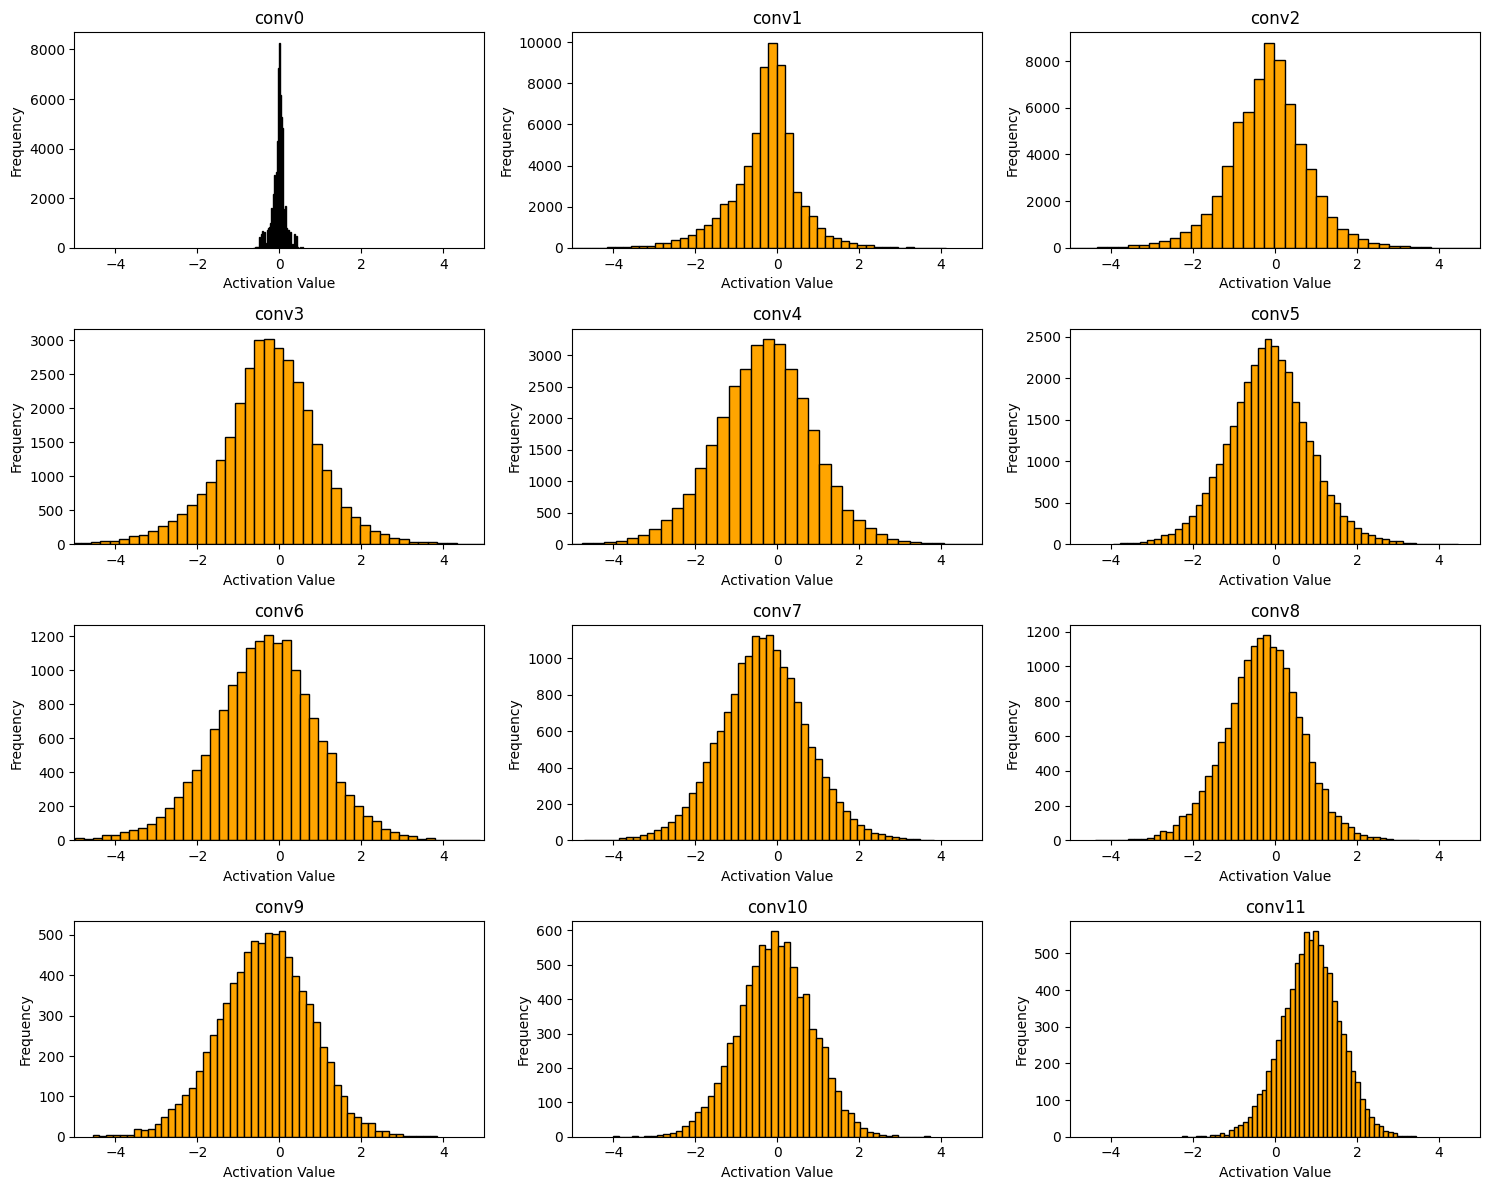 conv0 conv1 conv2
8000 10000 8000
6000 8000 6000
4000 6000 4000
2000 4000 2000
0 2000 0
0
Frequency Frequency Frequency
−4 −2 0 2 4 −4 −2 0 2 4 −4 −2 0 2 4
Activation Value Activation Value Activation Value
conv3 conv4 conv5
3000 3000 2500
2500 2500 2000
2000 2000 1500
1500 1500 1000
1000 1000 500
500 500 0
0 0
Frequency Frequency Frequency
−4 −2 0 2 4 −4 −2 0 2 4 −4 −2 0 2 4
Activation Value Activation Value Activation Value
conv6 conv7 conv8
1200 1000 1200
1000 800 1000
800 600 800
600 400 600
400 200 400
200 0 200
0 0
Frequency Frequency Frequency
−4 −2 0 2 4 −4 −2 0 2 4 −4 −2 0 2 4
Activation Value Activation Value Activation Value
conv9 conv10 conv11
500 600 500
400 500 400
300 400 300
200 300 200
100 200 100
0 100 0
0
Frequency Frequency Frequency
−4 −2 0 2 4 −4 −2 0 2 4 −4 −2 0 2 4
Activation Value Activation Value Activation Value